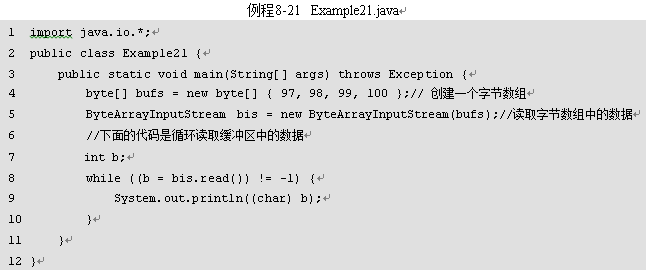 例程8-21 Example21.java
1 import java.io.*;
2 public class Example21 {
3 public static void main(String[] args) throws Exception {
4 byte[] bufs = new byte[] { 97, 98, 99, 100 };// 创建一个字节数组
5 ByteArrayInputStream bis = new ByteArrayInputStream(bufs);//读取字节数组中的数据
6 //下面的代码是循环读取缓冲区中的数据
7 int b;
8 while ((b = bis.read()) != -1) {
9 System.out.println((char) b);
10 }
11 }
12 }